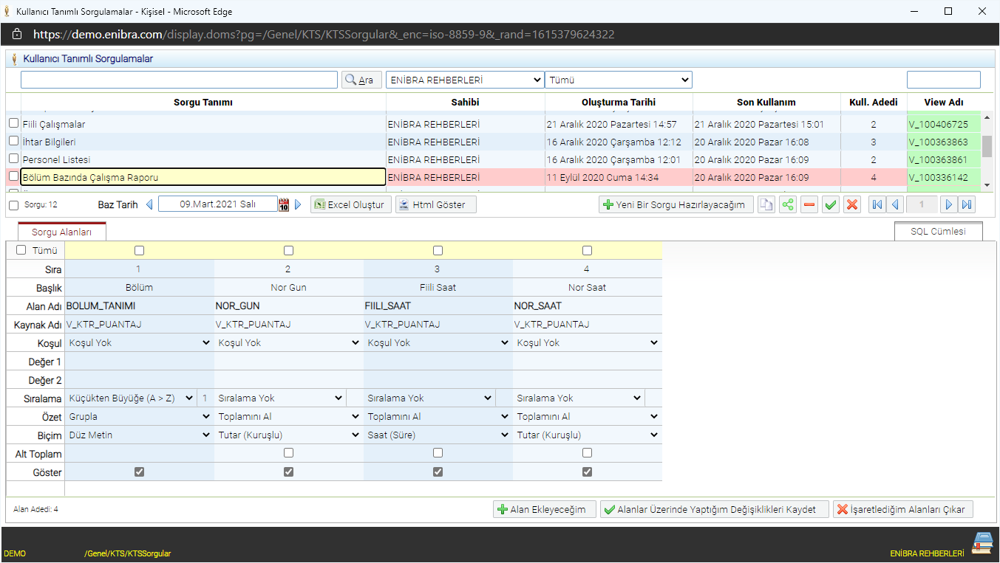 Kullanıcı Tanımlı Sorgulamalar - Kişisel - Microsoft Edge
https://demo.enibra.com/display.doms?pg=/Genel/KTS/KTSSorgular&_enc=iso-8859-9&_rand=1615379624322
Kullanıcı Tanımlı Sorgulamalar
Ara ENİBRA REHBERLERİ Tümü
Sorgu Tanımı Sahibi Oluşturma Tarihi Son Kullanım Kull. Adedi View Adı
Fiili Çalışmalar ENİBRA REHBERLERİ 21 Aralık 2020 Pazartesi 14:57 21 Aralık 2020 Pazartesi 15:01 2 V_100406725
İhtar Bilgileri ENİBRA REHBERLERİ 16 Aralık 2020 Çarşamba 12:12 20 Aralık 2020 Pazar 16:08 3 V_100363863
Personel Listesi ENİBRA REHBERLERİ 16 Aralık 2020 Çarşamba 12:01 20 Aralık 2020 Pazar 16:09 2 V_100363861
Bölüm Bazında Çalışma Raporu ENİBRA REHBERLERİ 11 Eylül 2020 Cuma 14:34 20 Aralık 2020 Pazar 16:09 4 V_100336142
Sorgu: 12 Baz Tarih 09.Mart.2021 Salı 10 Excel Oluştur Html Göster Yeni Bir Sorgu Hazırlayacağım 1
Sorgu Alanları SQL Cümlesi
Tümü
Sıra 1 2 3 4
Başlık Bölüm Nor Gun Fiili Saat Nor Saat
Alan Adı BOLUM_TANIMI NOR_GUN FIILI_SAAT NOR_SAAT
Kaynak Adı V_KTR_PUANTAJ V_KTR_PUANTAJ V_KTR_PUANTAJ V_KTR_PUANTAJ
Koşul Koşul Yok Koşul Yok Koşul Yok Koşul Yok
Değer 1
Değer 2
Sıralama Küçükten Büyüğe (A > Z) 1 Sıralama Yok Sıralama Yok Sıralama Yok
Özet Grupla Toplamını Al Toplamını Al Toplamını Al
Biçim Düz Metin Tutar (Kuruşlu) Saat (Süre) Tutar (Kuruşlu)
Alt Toplam
Göster
Alan Adedi: 4 Alan Ekleyeceğim Alanlar Üzerinde Yaptığım Değişiklikleri Kaydet İşaretlediğim Alanları Çıkar
DEMO /Genel/KTS/KTSSorgular ENİBRA REHBERLERİ